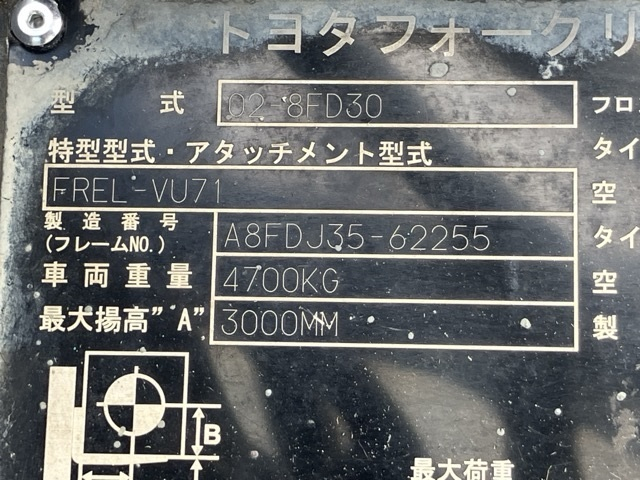 トヨタフォークリ
型 式 02-8FD30 フロ
特型型式・アタッチメント型式 タイ
FREL-VU71 空
製造番号
(フレームNO.) A8FDJ35-62255 タイ
車両重量 4700KG 空
最大揚高"A" 3000MM 製
B
最大荷重